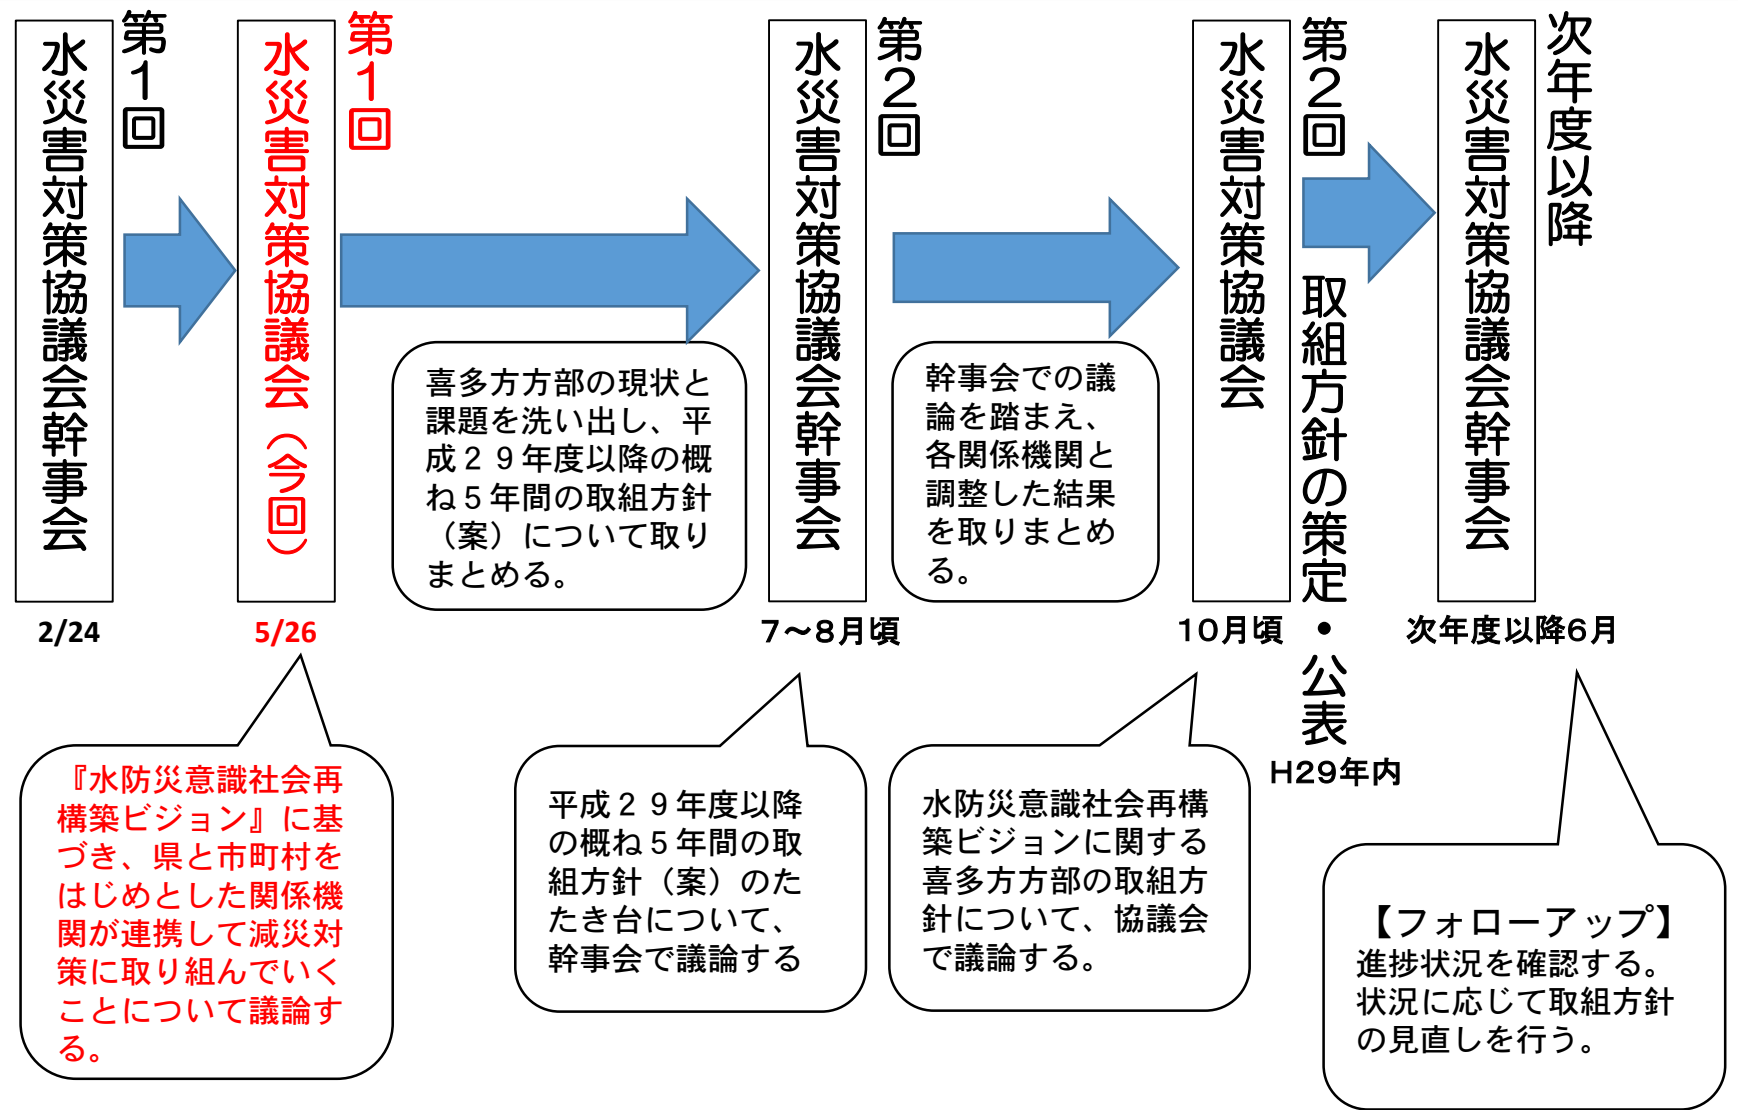 第1回
水災害対策協議会幹事会
2/24
第1回
水災害対策協議会（今回）
5/26
『水防災意識社会再
構築ビジョン』に基
づき、県と市町村を
はじめとした関係機
関が連携して減災対
策に取り組んでいく
ことについて議論す
る。
喜多方方部の現状と
課題を洗い出し、平
成２９年度以降の概
ね５年間の取組方針
（案）について取り
まとめる。
第2回
水災害対策協議会幹事会
7～8月頃
平成２９年度以降
の概ね５年間の取
組方針（案）のた
たき台について、
幹事会で議論する
幹事会での議
論を踏まえ、
各関係機関と
調整した結果
を取りまとめ
る。
第2回
水災害対策協議会
10月頃
水防災意識社会再構
築ビジョンに関する
喜多方方部の取組方
針について、協議会
で議論する。
取組方針の策定・公表
H29年内
次年度以降
水災害対策協議会幹事会
次年度以降6月
【フォローアップ】
進捗状況を確認する。
状況に応じて取組方針
の見直しを行う。